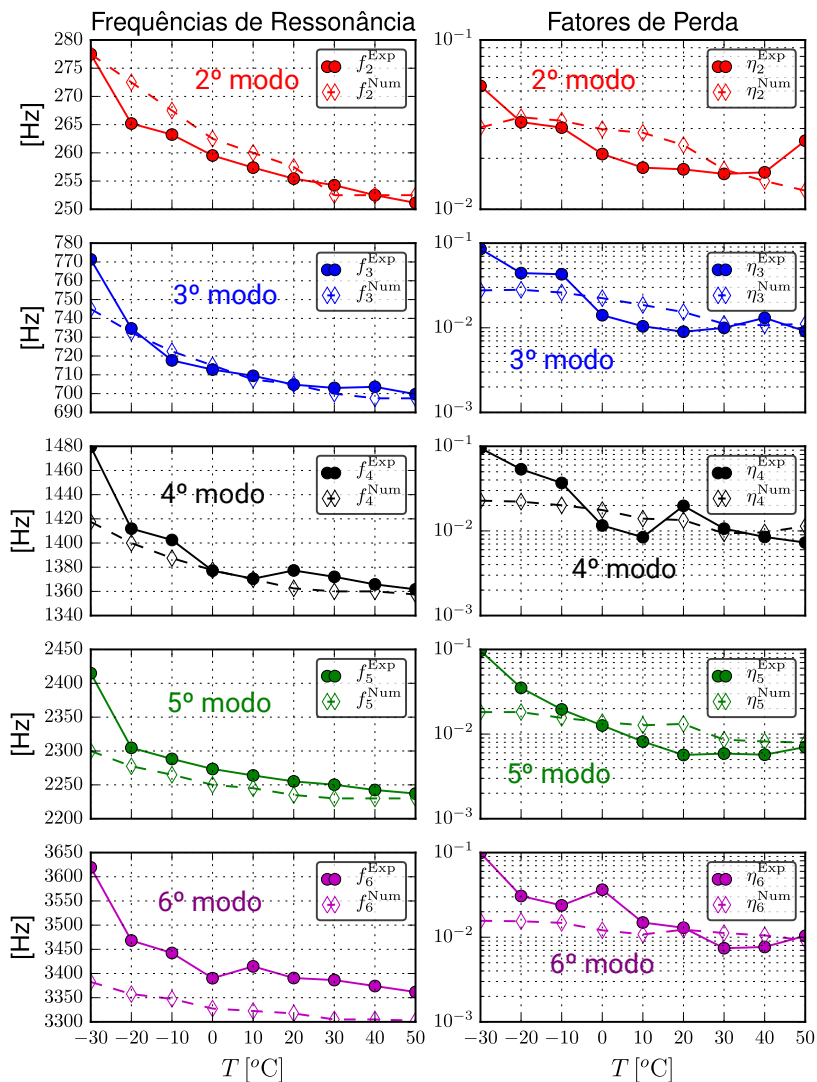 Frequências de Ressonância
280
275
270
265
260
255
250
[Hz]
2º modo
f₂ᴱˣᵖ
f₂ᴺᵘᵐ
Fatores de Perda
10⁻¹
10⁻²
2º modo
η₂ᴱˣᵖ
η₂ᴺᵘᵐ
780
770
760
750
740
730
720
710
700
690
[Hz]
3º modo
f₃ᴱˣᵖ
f₃ᴺᵘᵐ
10⁻¹
10⁻²
10⁻³
3º modo
η₃ᴱˣᵖ
η₃ᴺᵘᵐ
1480
1460
1440
1420
1400
1380
1360
1340
[Hz]
4º modo
f₄ᴱˣᵖ
f₄ᴺᵘᵐ
10⁻¹
10⁻²
10⁻³
4º modo
η₄ᴱˣᵖ
η₄ᴺᵘᵐ
2450
2400
2350
2300
2250
2200
[Hz]
5º modo
f₅ᴱˣᵖ
f₅ᴺᵘᵐ
10⁻¹
10⁻²
10⁻³
5º modo
η₅ᴱˣᵖ
η₅ᴺᵘᵐ
3650
3600
3550
3500
3450
3400
3350
3300
[Hz]
6º modo
f₆ᴱˣᵖ
f₆ᴺᵘᵐ
−30 −20 −10 0 10 20 30 40 50
T [°C]
10⁻¹
10⁻²
10⁻³
6º modo
η₆ᴱˣᵖ
η₆ᴺᵘᵐ
−30 −20 −10 0 10 20 30 40 50
T [°C]